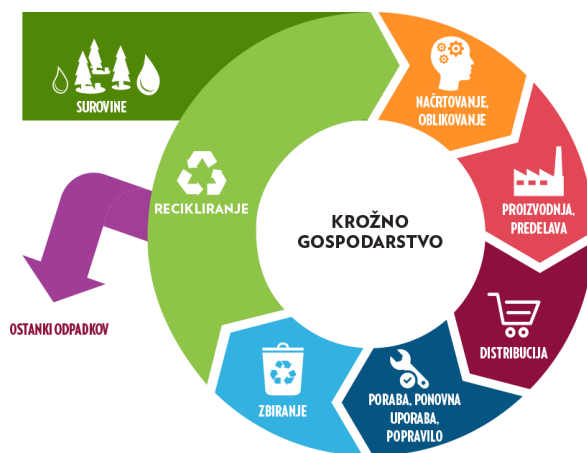 SUROVINE
NAČRTOVANJE,
OBLIKOVANJE
PROIZVODNJA,
PREDELAVA
DISTRIBUCIJA
PORABA, PONOVNA
UPORABA,
POPRAVILO
ZBIRANJE
RECIKLIRANJE
OSTANKI ODPADKOV
KROŽNO
GOSPODARSTVO